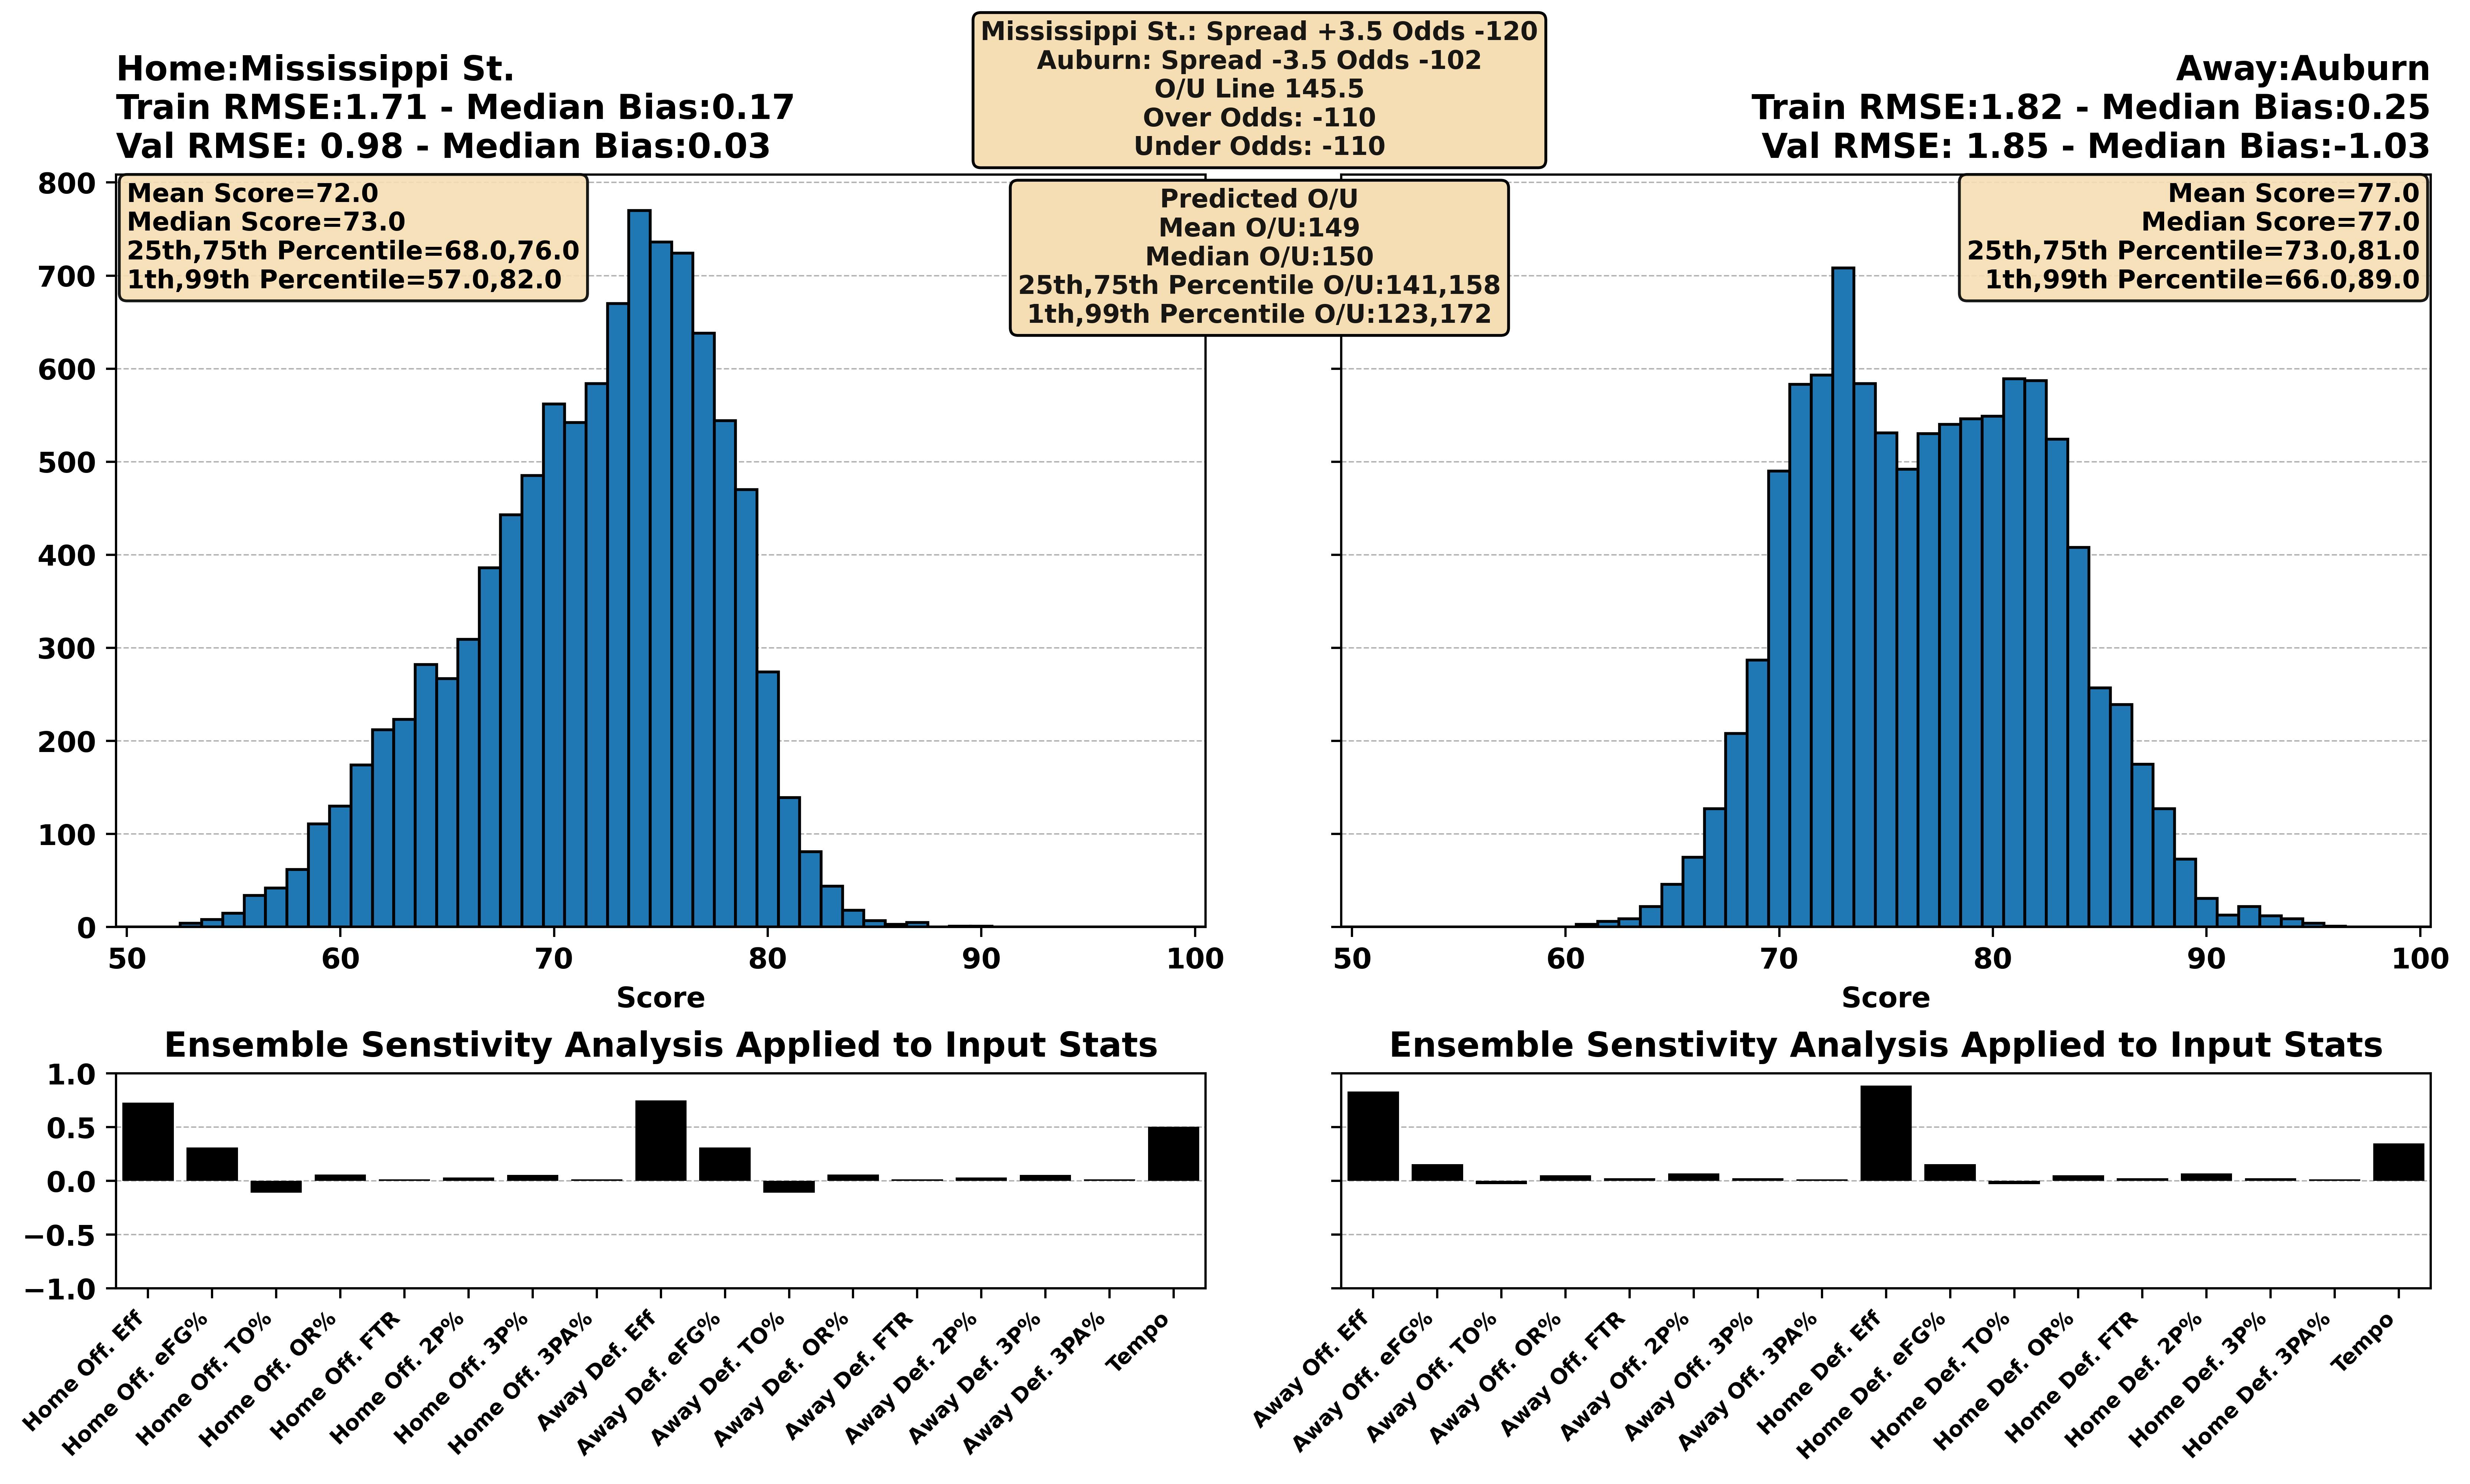 Mississippi St.: Spread +3.5 Odds -120
Auburn: Spread -3.5 Odds -102
O/U Line 145.5
Over Odds: -110
Under Odds: -110
Home:Mississippi St.
Train RMSE:1.71 - Median Bias:0.17
Val RMSE: 0.98 - Median Bias:0.03
Away:Auburn
Train RMSE:1.82 - Median Bias:0.25
Val RMSE: 1.85 - Median Bias:-1.03
Mean Score=72.0
Median Score=73.0
25th,75th Percentile=68.0,76.0
1th,99th Percentile=57.0,82.0
Predicted O/U
Mean O/U:149
Median O/U:150
25th,75th Percentile O/U:141,158
1th,99th Percentile O/U:123,172
Mean Score=77.0
Median Score=77.0
25th,75th Percentile=73.0,81.0
1th,99th Percentile=66.0,89.0
800
700
600
500
400
300
200
100
0
50 60 70 80 90 100
Score
50 60 70 80 90 100
Score
Ensemble Senstivity Analysis Applied to Input Stats
1.0
0.5
0.0
−0.5
−1.0
Home Off. Eff
Home Off. eFG%
Home Off. TO%
Home Off. OR%
Home Off. FTR
Home Off. 2P%
Home Off. 3P%
Home Off. 3PA%
Away Def. Eff
Away Def. eFG%
Away Def. TO%
Away Def. OR%
Away Def. FTR
Away Def. 2P%
Away Def. 3P%
Away Def. 3PA%
Tempo
Ensemble Senstivity Analysis Applied to Input Stats
Away Off. Eff
Away Off. eFG%
Away Off. TO%
Away Off. OR%
Away Off. FTR
Away Off. 2P%
Away Off. 3P%
Away Off. 3PA%
Home Def. Eff
Home Def. eFG%
Home Def. TO%
Home Def. OR%
Home Def. FTR
Home Def. 2P%
Home Def. 3P%
Home Def. 3PA%
Tempo